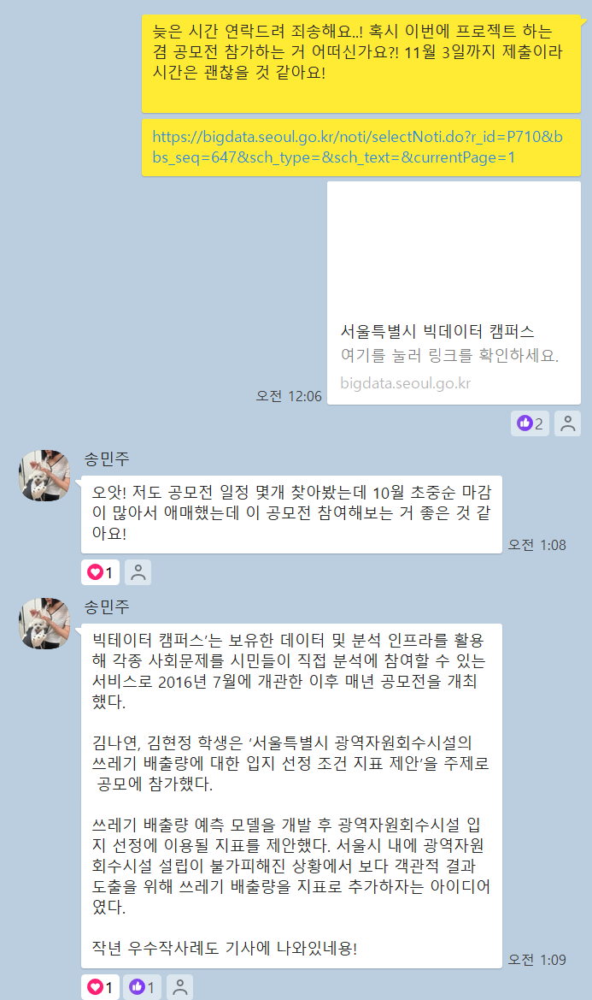 늦은 시간 연락드려 죄송해요..! 혹시 이번에 프로젝트 하는
겸 공모전 참가하는 거 어떠신가요?! 11월 3일까지 제출이라
시간은 괜찮을 것 같아요!
https://bigdata.seoul.go.kr/noti/selectNoti.do?r_id=P710&b
bs_seq=647&sch_type=&sch_text=&currentPage=1
서울특별시 빅데이터 캠퍼스
여기를 눌러 링크를 확인하세요.
bigdata.seoul.go.kr
오전 12:06
2
송민주
오앗! 저도 공모전 일정 몇개 찾아봤는데 10월 초중순 마감
이 많아서 애매했는데 이 공모전 참여해보는 거 좋은 것 같
아요!
오전 1:08
1
송민주
빅테이터 캠퍼스’는 보유한 데이터 및 분석 인프라를 활용
해 각종 사회문제를 시민들이 직접 분석에 참여할 수 있는
서비스로 2016년 7월에 개관한 이후 매년 공모전을 개최
했다.
김나연, 김현정 학생은 ‘서울특별시 광역자원회수시설의
쓰레기 배출량에 대한 입지 선정 조건 지표 제안’을 주제로
공모에 참가했다.
쓰레기 배출량 예측 모델을 개발 후 광역자원회수시설 입
지 선정에 이용될 지표를 제안했다. 서울시 내에 광역자원
회수시설 설립이 불가피해진 상황에서 보다 객관적 결과
도출을 위해 쓰레기 배출량을 지표로 추가하자는 아이디어
였다.
작년 우수작사례도 기사에 나와있네용!
오전 1:09
1
1